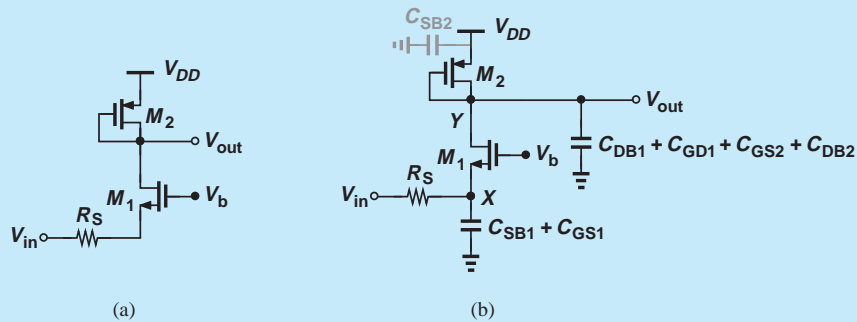 V_DD
M_2
V_out
M_1
V_b
R_S
V_in
(a)
C_SB2
V_DD
M_2
V_out
Y
C_DB1 + C_GD1 + C_GS2 + C_DB2
M_1
V_b
V_in
R_S
X
C_SB1 + C_GS1
(b)